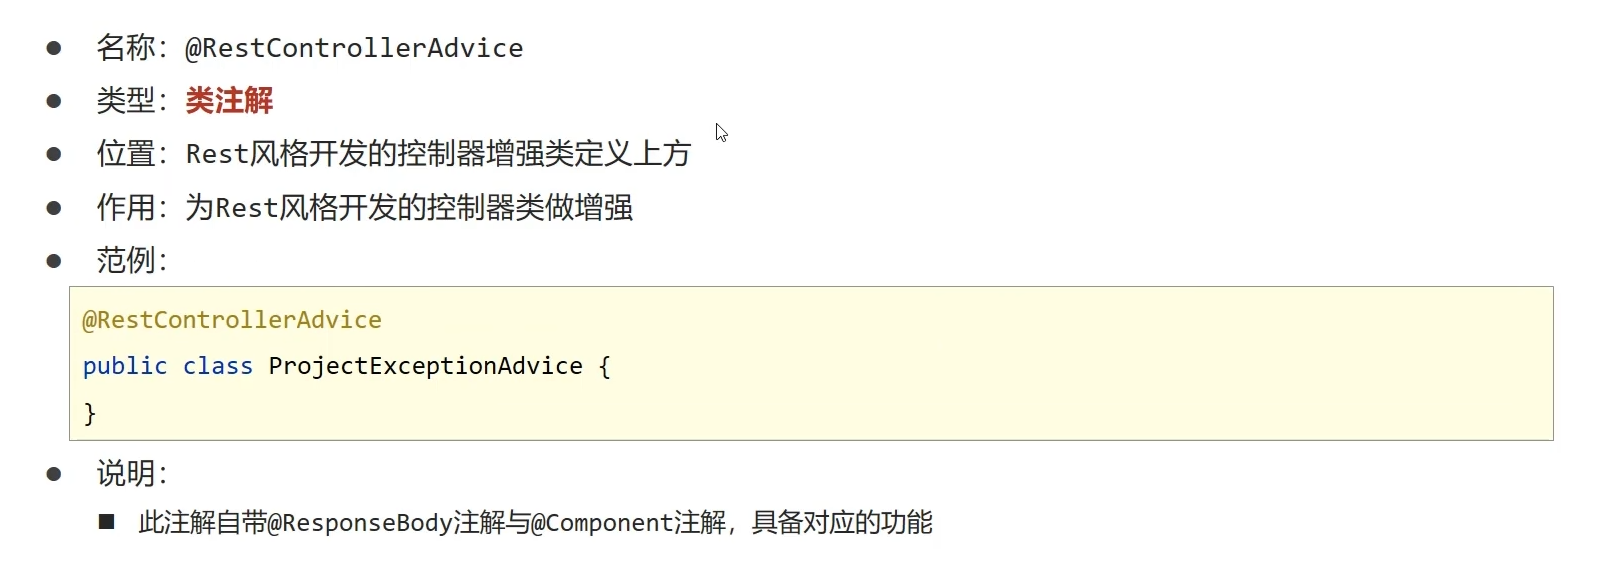 ● 名称：@RestControllerAdvice
● 类型：类注解
● 位置：Rest风格开发的控制器增强类定义上方
● 作用：为Rest风格开发的控制器类做增强
● 范例：
@RestControllerAdvice
public class ProjectExceptionAdvice {
}
● 说明：
■ 此注解自带@ResponseBody注解与@Component注解，具备对应的功能